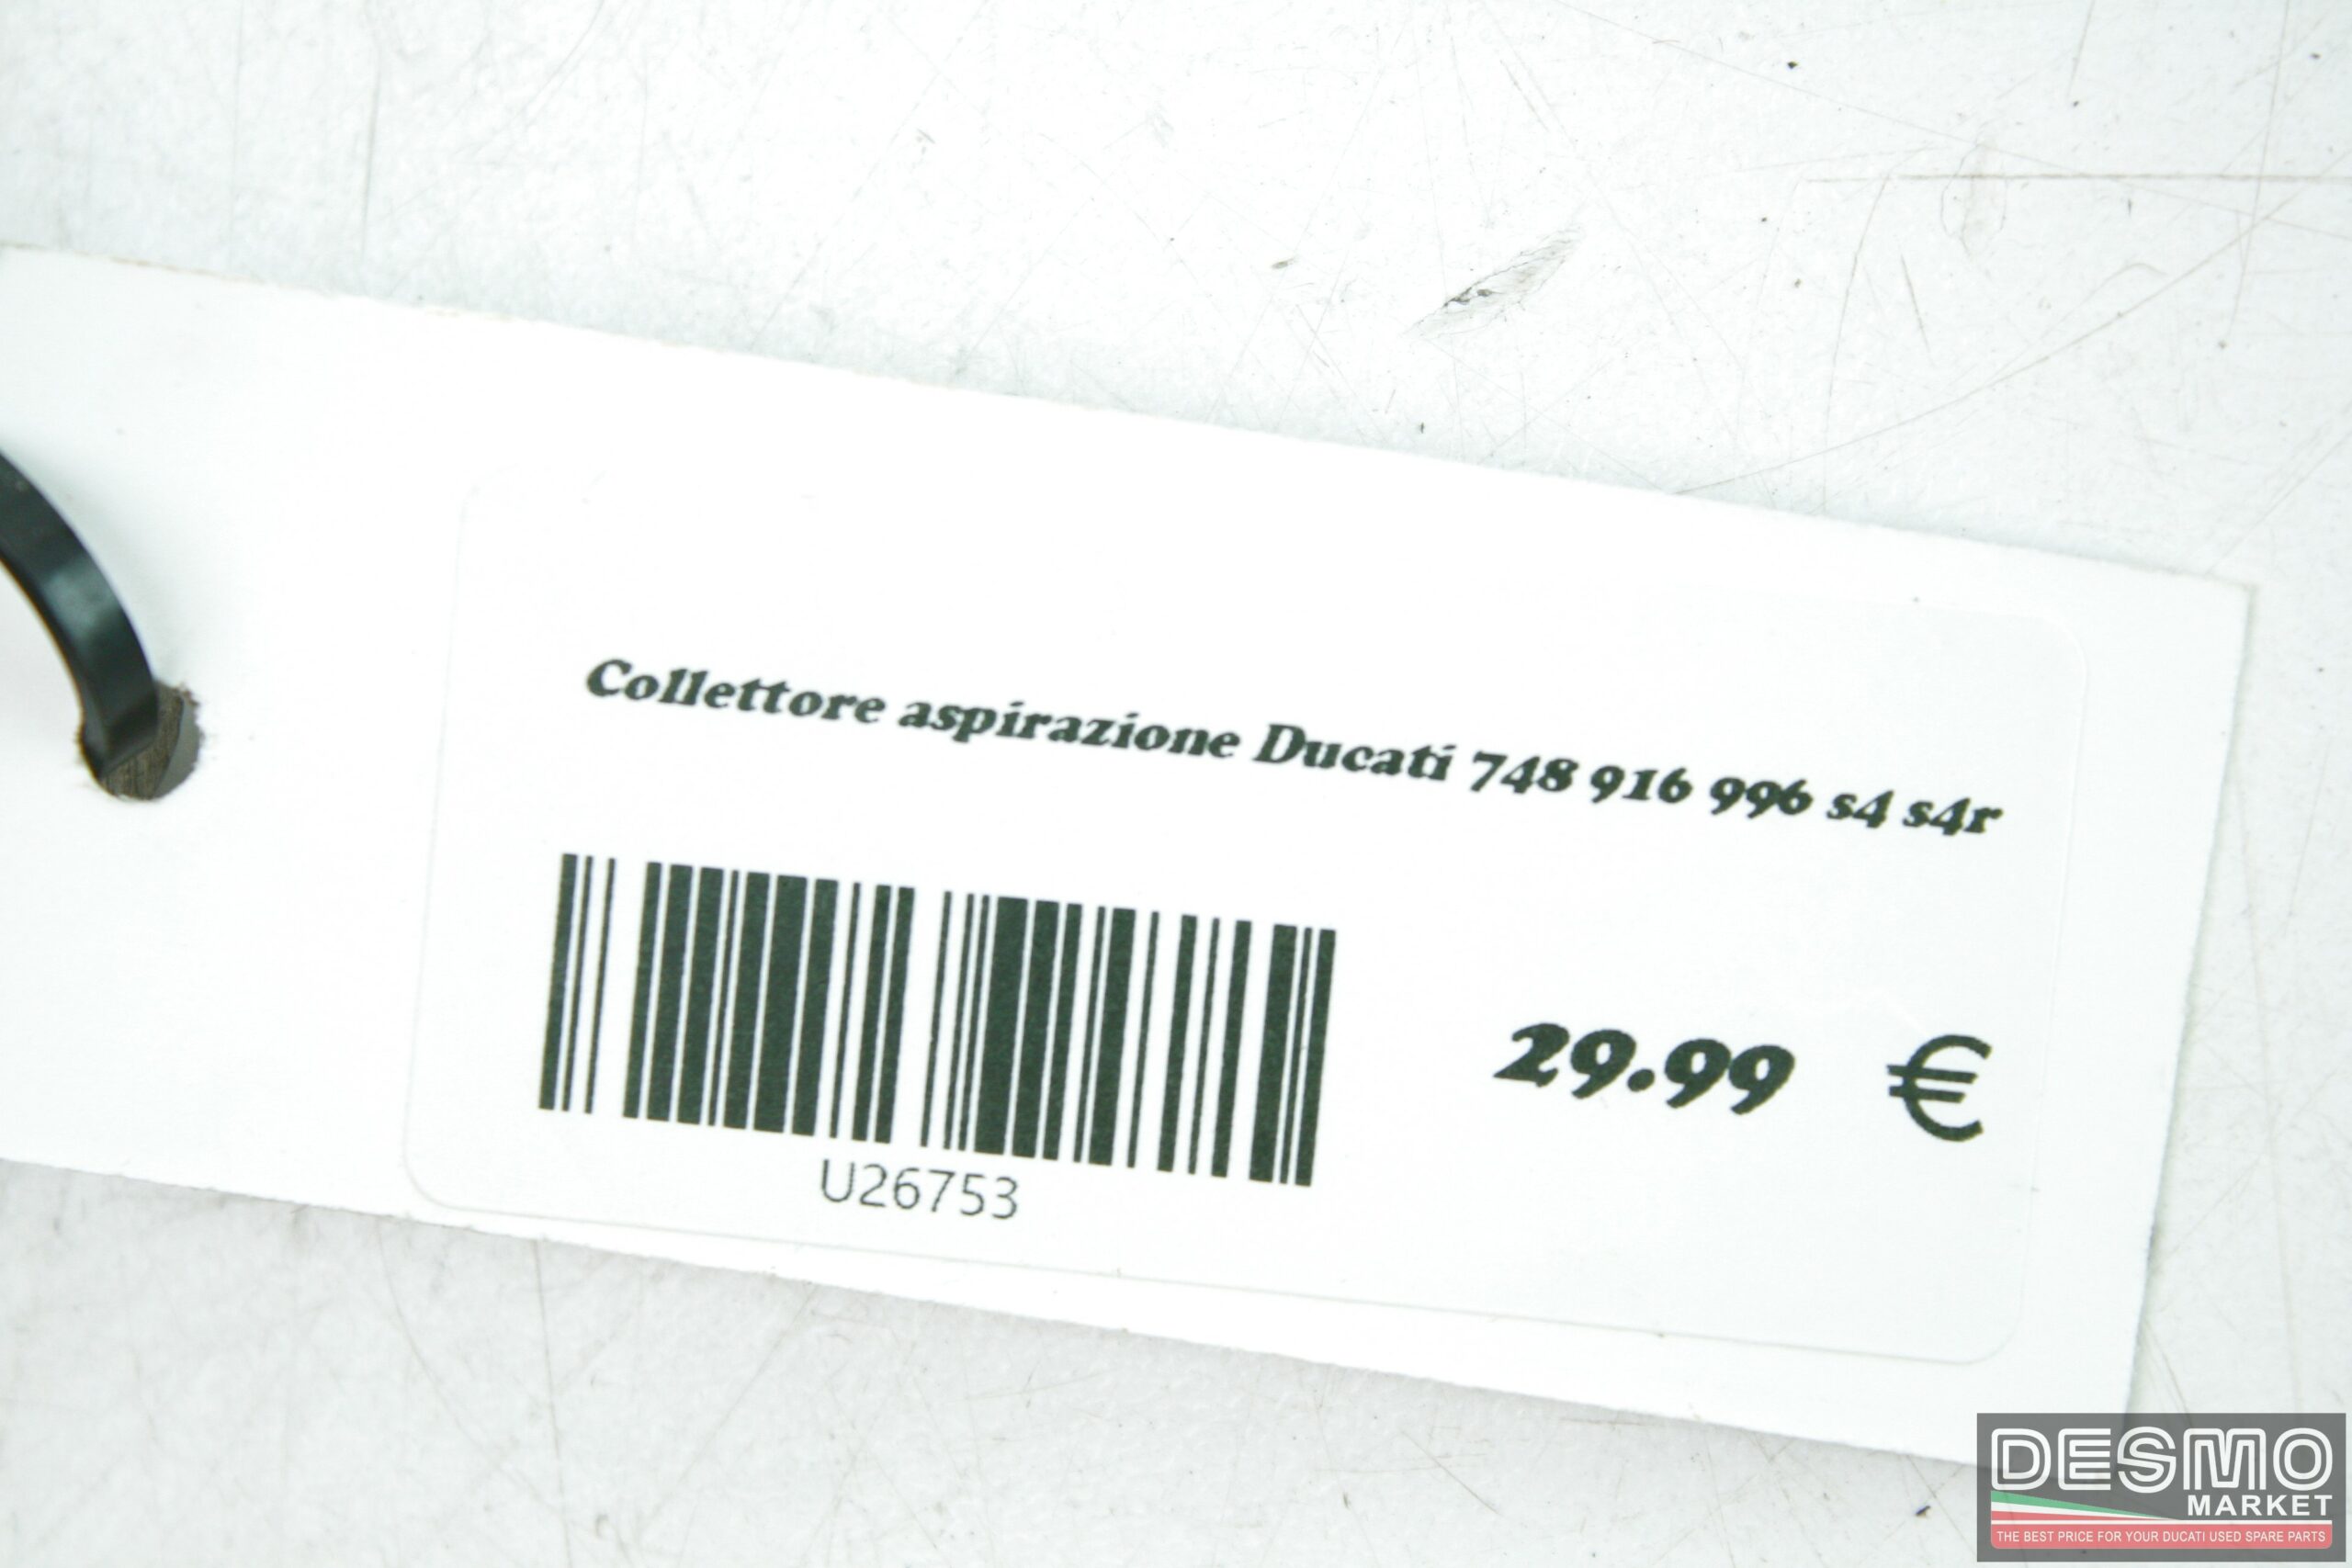 Collettore aspirazione Ducati 748 916 996 s4 s4r
29.99 €
U26753
DESMO
MARKET
THE BEST PRICE FOR YOUR DUCATI USED SPARE PARTS